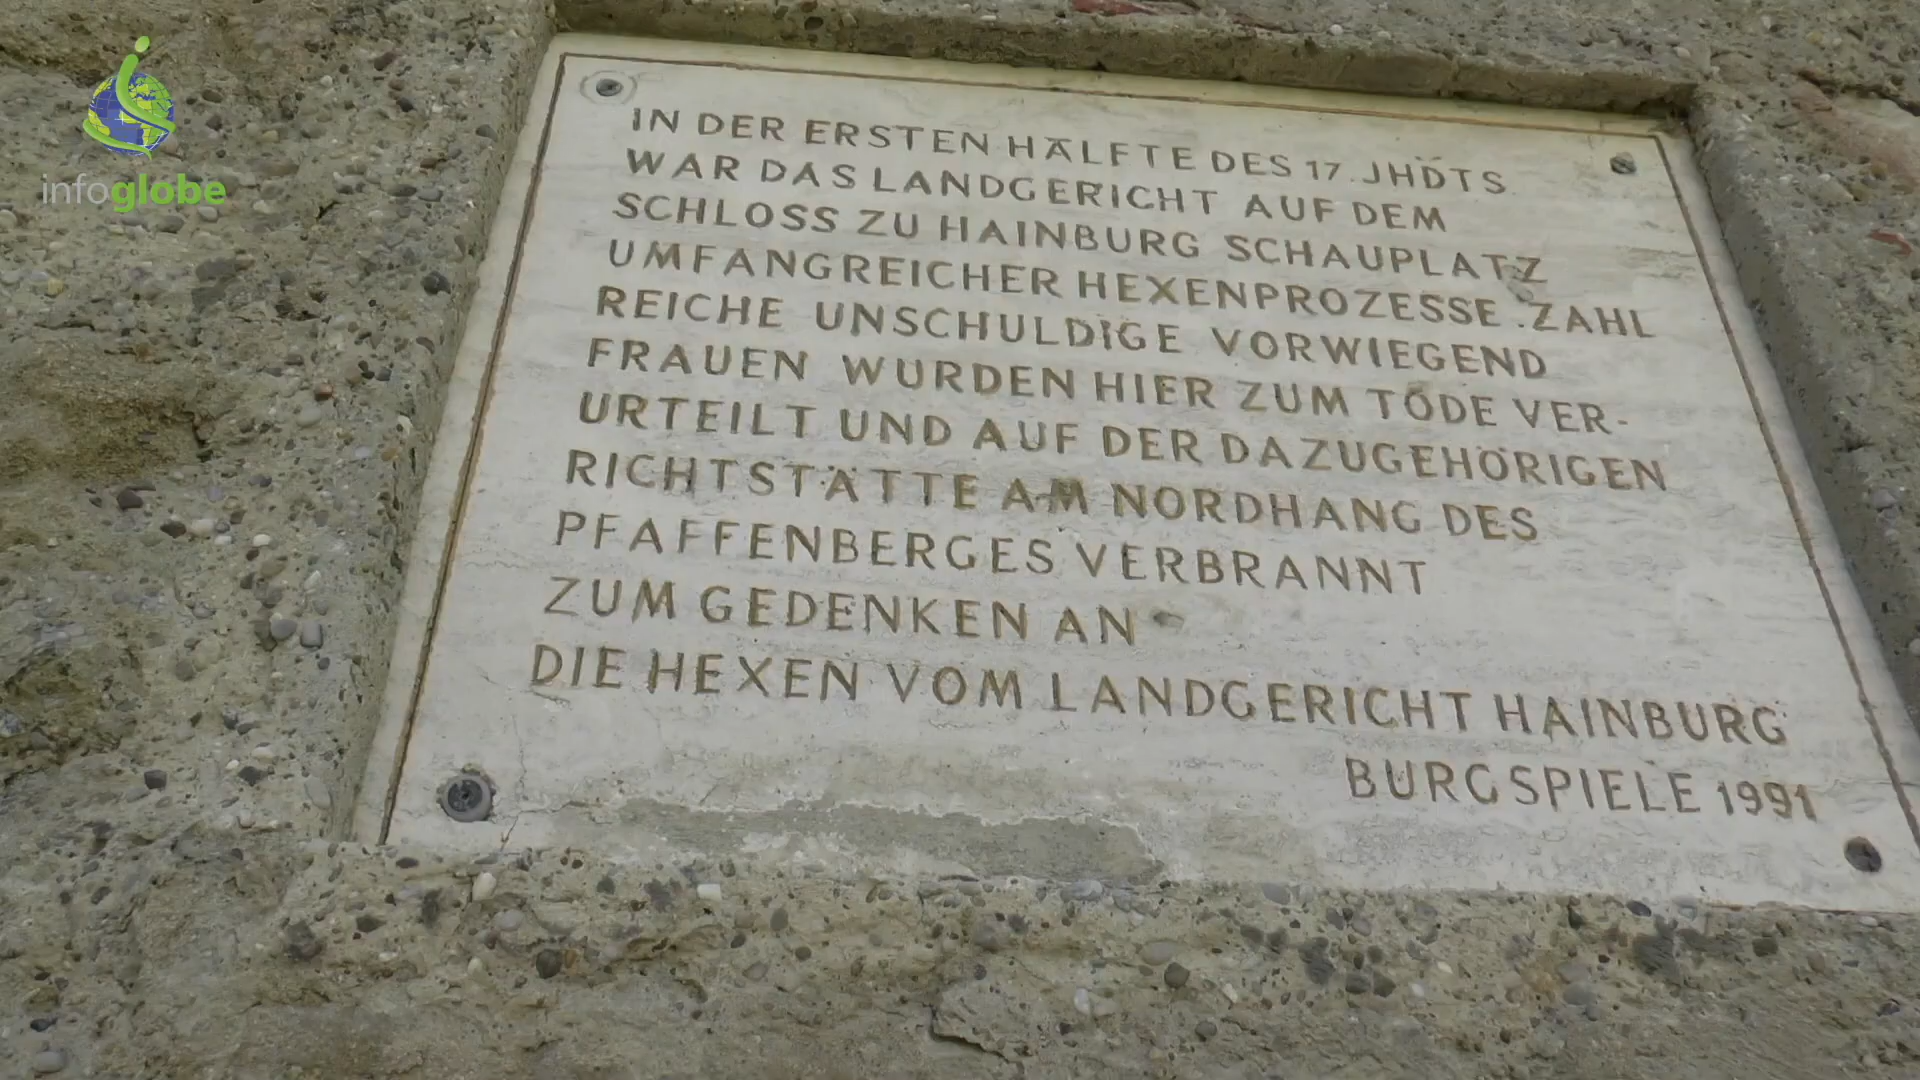 infoglobe
IN DER ERSTEN HÄLFTE DES 17. JHDTS
WAR DAS LANDGERICHT AUF DEM
SCHLOSS ZU HAINBURG SCHAUPLATZ
UMFANGREICHER HEXENPROZESSE. ZAHL
REICHE UNSCHULDIGE VORWIEGEND
FRAUEN WURDEN HIER ZUM TODE VER-
URTEILT UND AUF DER DAZUGEHÖRIGEN
RICHTSTÄTTE AM NORDHANG DES
PFAFFENBERGES VERBRANNT
ZUM GEDENKEN AN
DIE HEXEN VOM LANDGERICHT HAINBURG
BURGSPIELE 1991